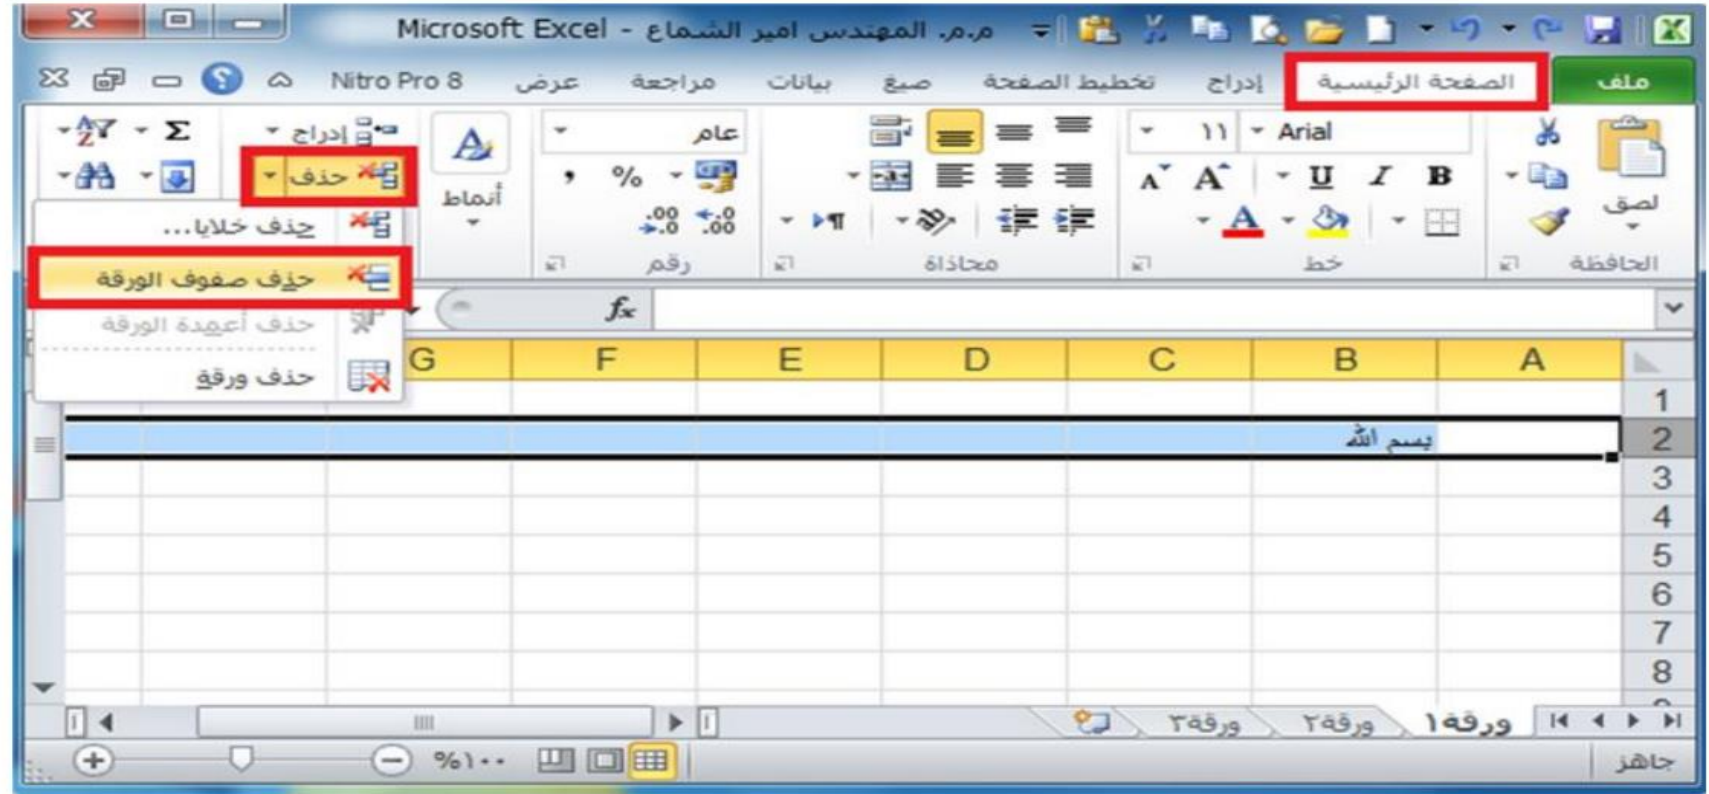 م.م. المهندس امير الشماع - Microsoft Excel
ملف الصفحة الرئيسية إدراج تخطيط الصفحة صيغ بيانات مراجعة عرض Nitro Pro 8
لصق
Arial ١١
عام
أنماط
إدراج
حذف
الحافظة خط محاذاة رقم
حذف خلايا...
حذف صفوف الورقة
حذف أعمدة الورقة
حذف ورقة
fx
A B C D E F G
1
2 بسم الله
3
4
5
6
7
8
ورقة١ ورقة٢ ورقة٣
جاهز %١٠٠